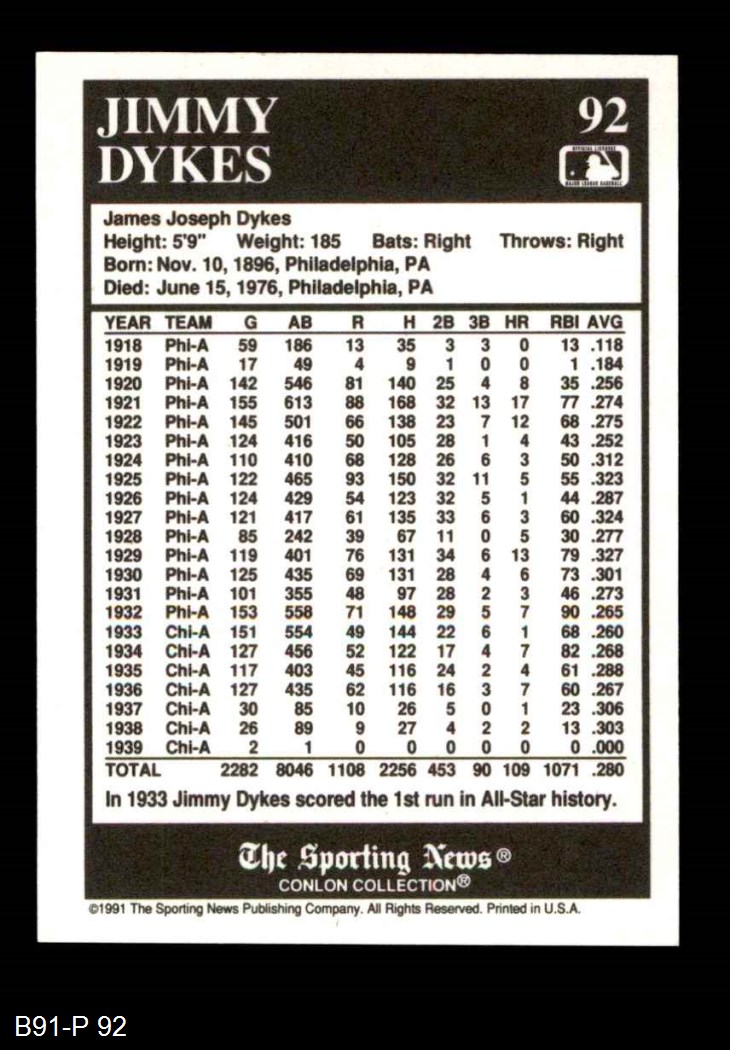 JIMMY
DYKES
92
OFFICIAL LICENSEE
MAJOR LEAGUE BASEBALL
James Joseph Dykes
Height: 5'9" Weight: 185 Bats: Right Throws: Right
Born: Nov. 10, 1896, Philadelphia, PA
Died: June 15, 1976, Philadelphia, PA
YEAR TEAM G AB R H 2B 3B HR RBI AVG
1918 Phi-A 59 186 13 35 3 3 0 13 .118
1919 Phi-A 17 49 4 9 1 0 0 1 .184
1920 Phi-A 142 546 81 140 25 4 8 35 .256
1921 Phi-A 155 613 88 168 32 13 17 77 .274
1922 Phi-A 145 501 66 138 23 7 12 68 .275
1923 Phi-A 124 416 50 105 28 1 4 43 .252
1924 Phi-A 110 410 68 128 26 6 3 50 .312
1925 Phi-A 122 465 93 150 32 11 5 55 .323
1926 Phi-A 124 429 54 123 32 5 1 44 .287
1927 Phi-A 121 417 61 135 33 6 3 60 .324
1928 Phi-A 85 242 39 67 11 0 5 30 .277
1929 Phi-A 119 401 76 131 34 6 13 79 .327
1930 Phi-A 125 435 69 131 28 4 6 73 .301
1931 Phi-A 101 355 48 97 28 2 3 46 .273
1932 Phi-A 153 558 71 148 29 5 7 90 .265
1933 Chi-A 151 554 49 144 22 6 1 68 .260
1934 Chi-A 127 456 52 122 17 4 7 82 .268
1935 Chi-A 117 403 45 116 24 2 4 61 .288
1936 Chi-A 127 435 62 116 16 3 7 60 .267
1937 Chi-A 30 85 10 26 5 0 1 23 .306
1938 Chi-A 26 89 9 27 4 2 2 13 .303
1939 Chi-A 2 1 0 0 0 0 0 0 .000
TOTAL 2282 8046 1108 2256 453 90 109 1071 .280
In 1933 Jimmy Dykes scored the 1st run in All-Star history.
The Sporting News®
CONLON COLLECTION®
©1991 The Sporting News Publishing Company. All Rights Reserved. Printed in U.S.A.
B91-P 92